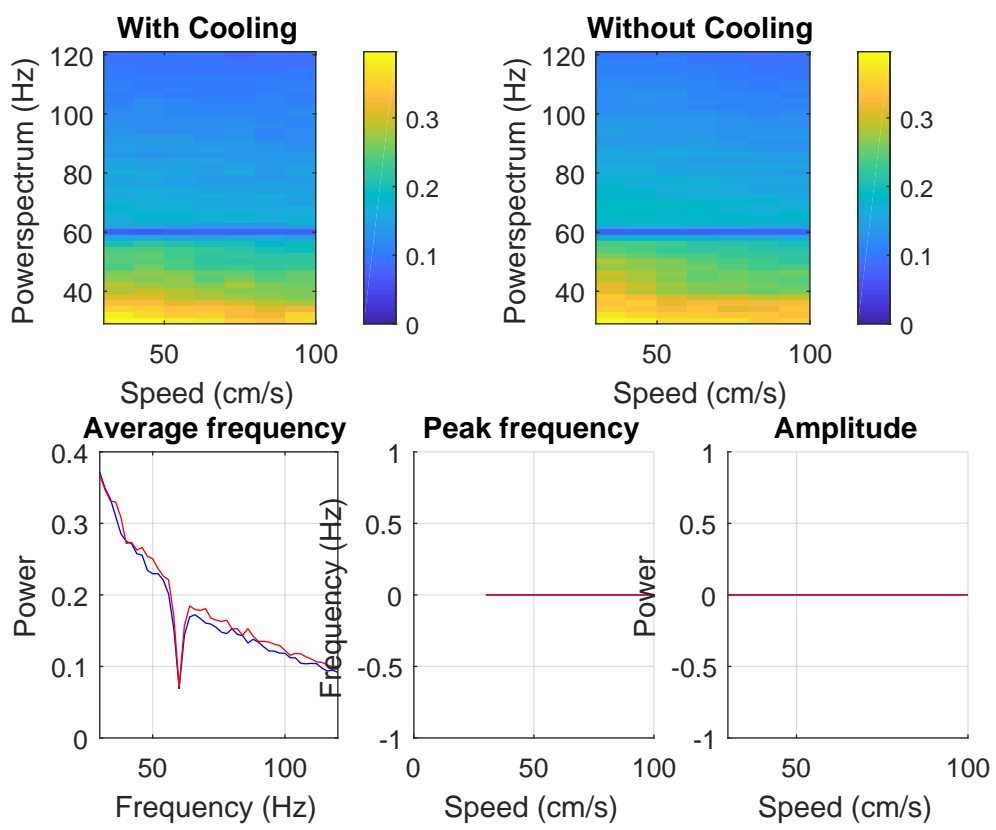 With Cooling
Powerspectrum (Hz)
120
100
80
60
40
50
100
Speed (cm/s)
0.3
0.2
0.1
0
Without Cooling
Powerspectrum (Hz)
120
100
80
60
40
50
100
Speed (cm/s)
0.3
0.2
0.1
0
Average frequency
Power
0.4
0.3
0.2
0.1
0
50
100
Frequency (Hz)
Peak frequency
Frequency (Hz)
1
0.5
0
-0.5
-1
0
50
100
Speed (cm/s)
Amplitude
Power
1
0.5
0
-0.5
-1
50
100
Speed (cm/s)